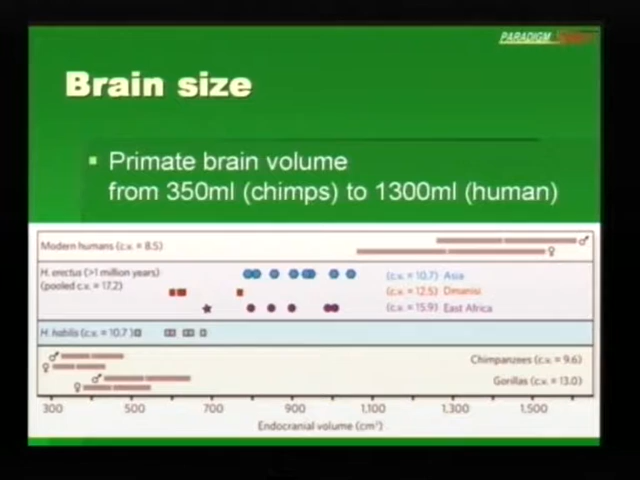 PARADIGM
Brain size
Primate brain volume
from 350ml (chimps) to 1300ml (human)
Modern humans (c.v. = 8.5)
♂
♀
H. erectus (>1 million years)
(pooled c.v. = 17.2)
(c.v. = 10.7) Asia
(c.v. = 12.5) Dmanisi
(c.v. = 15.9) East Africa
H. habilis (c.v. = 10.7)
♂
♀
♂
♀
Chimpanzees (c.v. = 9.6)
Gorillas (c.v. = 13.0)
300 500 700 900 1,100 1,300 1,500
Endocranial volume (cm³)